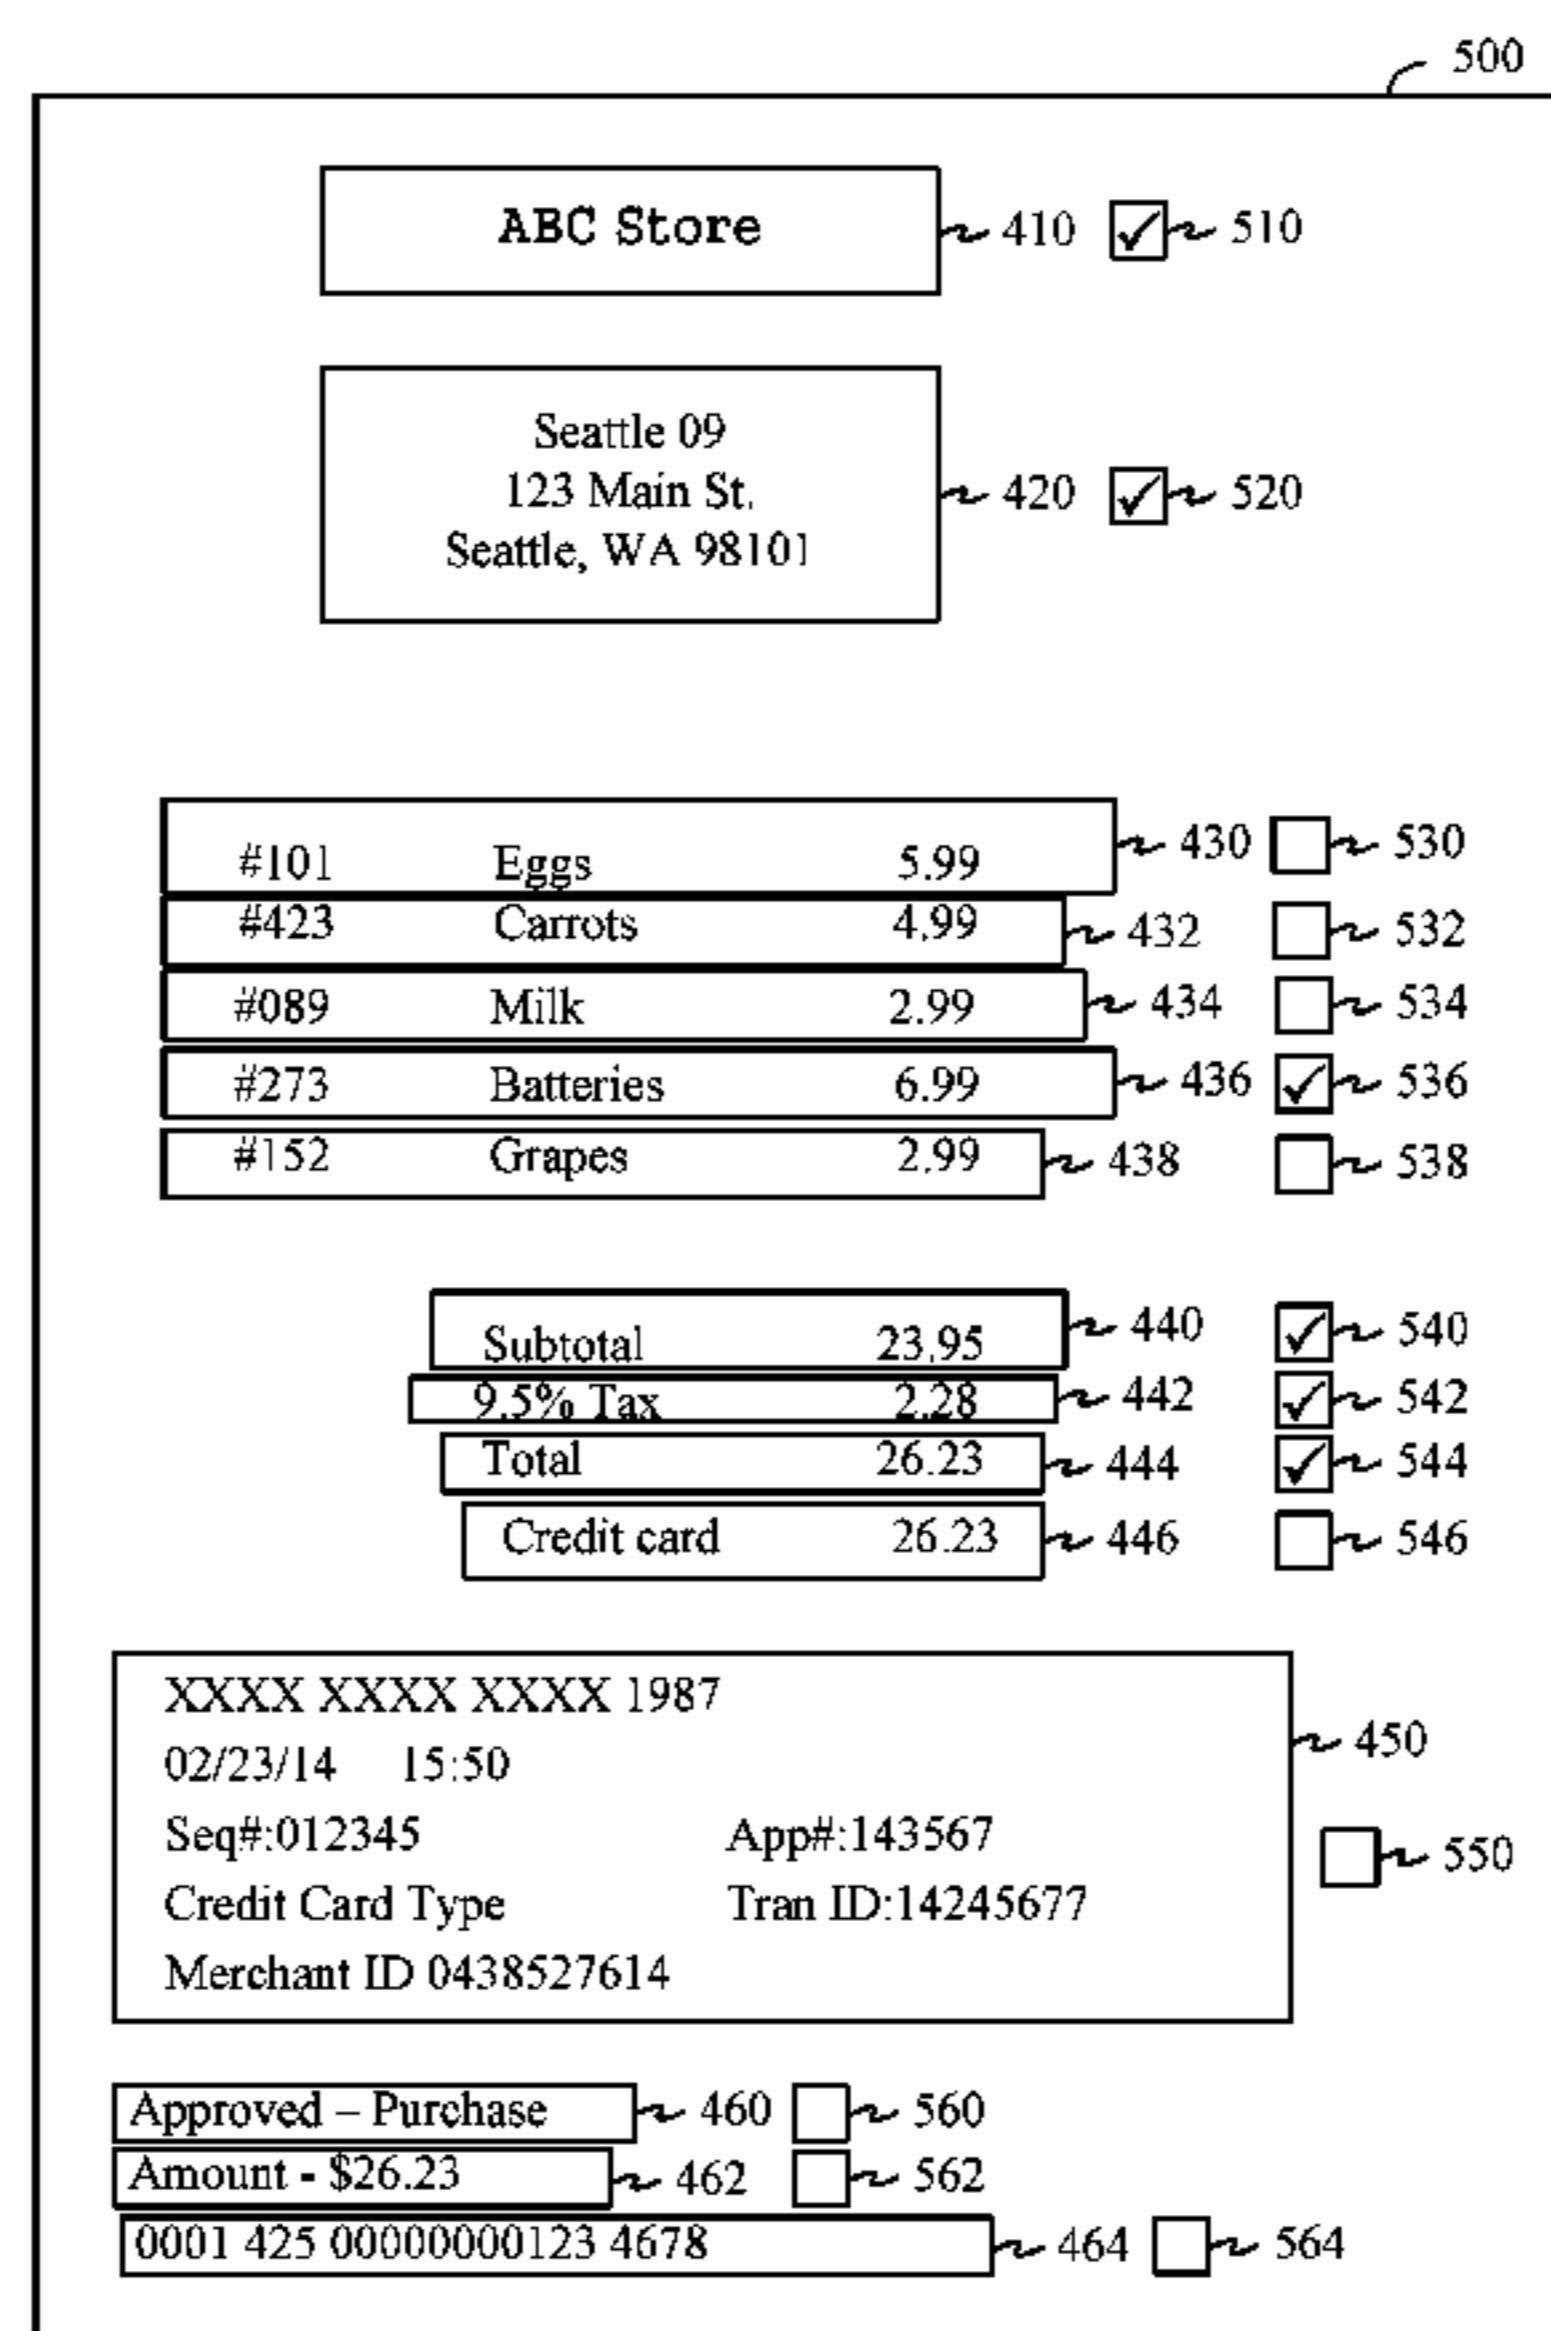 500
ABC Store 410 510
Seattle 09
123 Main St. 420 520
Seattle, WA 98101
#101 Eggs 5.99 430 530
#423 Carrots 4.99 432 532
#089 Milk 2.99 434 534
#273 Batteries 6.99 436 536
#152 Grapes 2.99 438 538
Subtotal 23.95 440 540
9.5% Tax 2.28 442 542
Total 26.23 444 544
Credit card 26.23 446 546
XXXX XXXX XXXX 1987
450
02/23/14 15:50
Seq#:012345 App#:143567
550
Credit Card Type Tran ID:14245677
Merchant ID 0438527614
Approved – Purchase 460 560
Amount - $26.23 462 562
0001 425 00000000123 4678 464 564